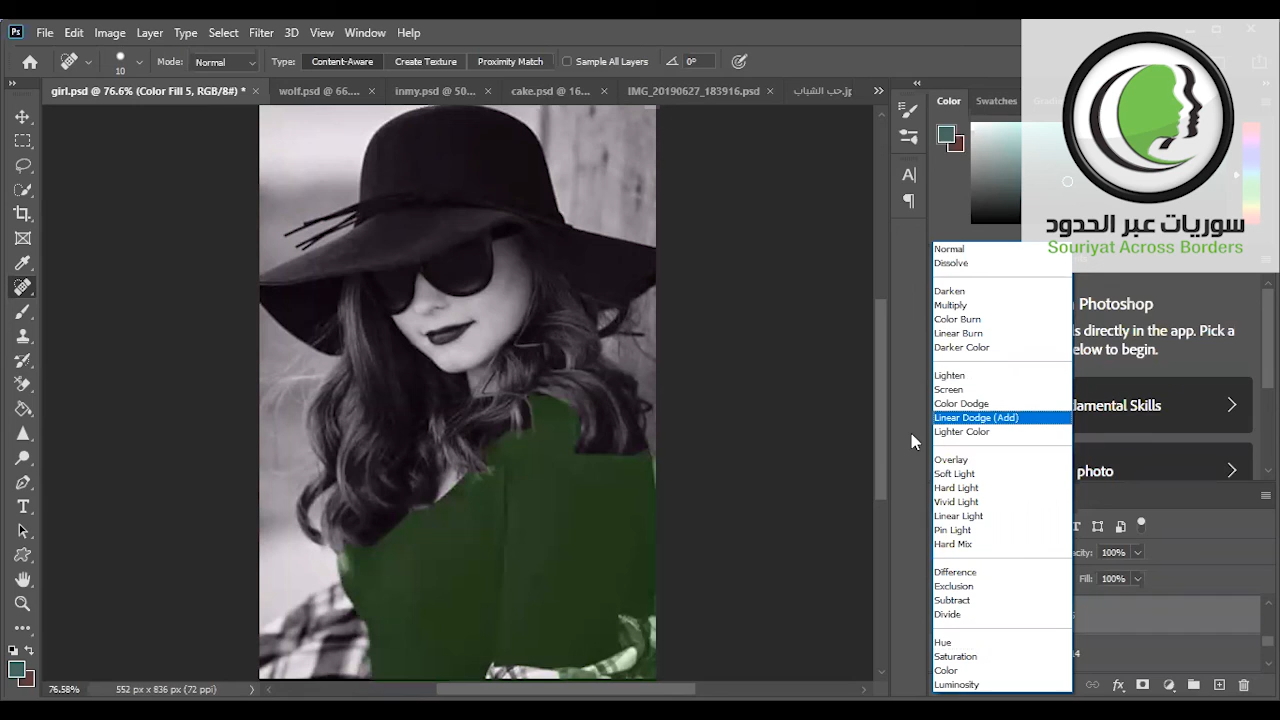 Ps File Edit Image Layer Type Select Filter 3D View Window Help
10 Mode: Normal Type: Content-Aware Create Texture Proximity Match Sample All Layers 0°
girl.psd @ 76.6% (Color Fill 5, RGB/8#) * × wolf.psd @ 66.... × inmy.psd @ 50... × cake.psd @ 16... × IMG_20190627_183916.psd × حب الشباب.jp »
Color Swatches
سوريات عبر الحدود
Souriyat Across Borders
Normal
Dissolve
Darken
Multiply
Color Burn
Linear Burn
Darker Color
Lighten
Screen
Color Dodge
Linear Dodge (Add)
Lighter Color
Overlay
Soft Light
Hard Light
Vivid Light
Linear Light
Pin Light
Hard Mix
Difference
Exclusion
Subtract
Divide
Hue
Saturation
Color
Luminosity
Photoshop
ls directly in the app. Pick a
elow to begin.
damental Skills
photo
acity: 100%
Fill: 100%
76.58% 552 px x 836 px (72 ppi)